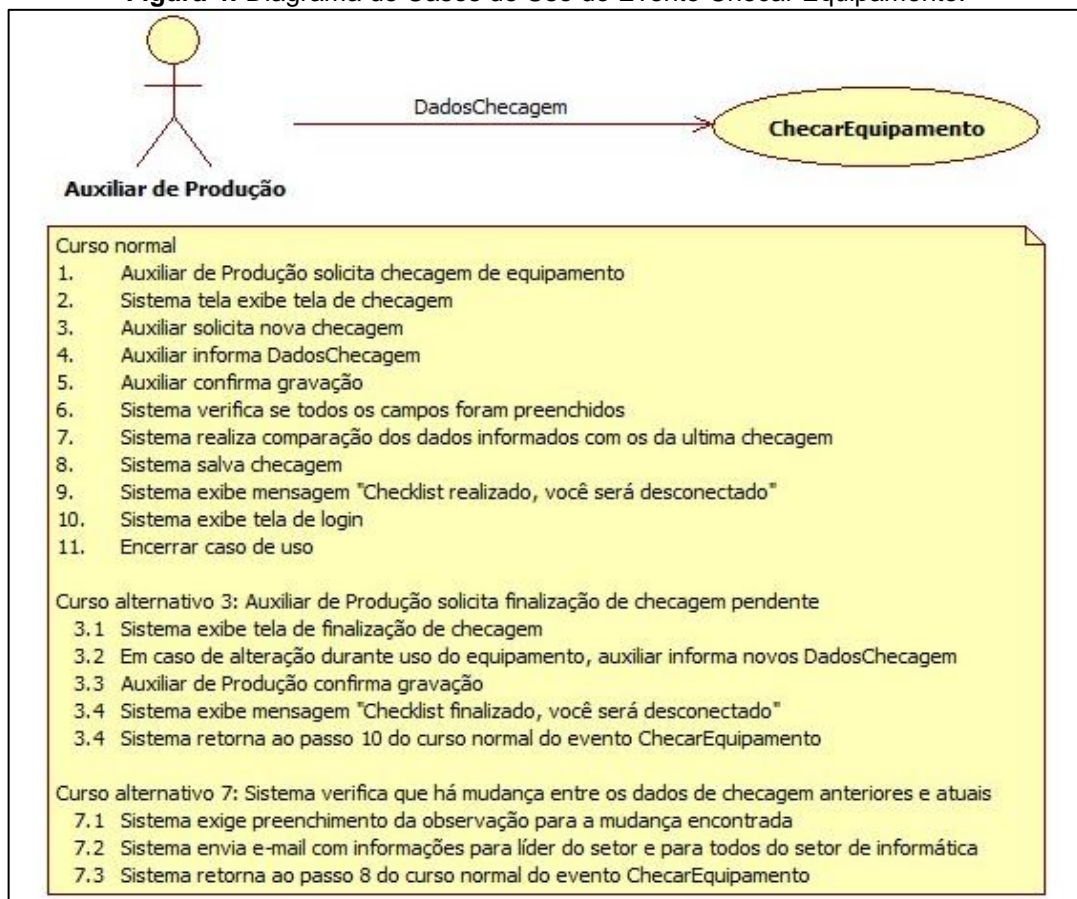 Figura 4. Diagrama de Casos de Uso do Evento Checar Equipamento.
DadosChecagem
ChecarEquipamento
Auxiliar de Produção
Curso normal
1. Auxiliar de Produção solicita checagem de equipamento
2. Sistema tela exibe tela de checagem
3. Auxiliar solicita nova checagem
4. Auxiliar informa DadosChecagem
5. Auxiliar confirma gravação
6. Sistema verifica se todos os campos foram preenchidos
7. Sistema realiza comparação dos dados informados com os da ultima checagem
8. Sistema salva checagem
9. Sistema exibe mensagem "Checklist realizado, você será desconectado"
10. Sistema exibe tela de login
11. Encerrar caso de uso
Curso alternativo 3: Auxiliar de Produção solicita finalização de checagem pendente
3.1 Sistema exibe tela de finalização de checagem
3.2 Em caso de alteração durante uso do equipamento, auxiliar informa novos DadosChecagem
3.3 Auxiliar de Produção confirma gravação
3.4 Sistema exibe mensagem "Checklist finalizado, você será desconectado"
3.4 Sistema retorna ao passo 10 do curso normal do evento ChecarEquipamento
Curso alternativo 7: Sistema verifica que há mudança entre os dados de checagem anteriores e atuais
7.1 Sistema exige preenchimento da observação para a mudança encontrada
7.2 Sistema envia e-mail com informações para líder do setor e para todos do setor de informática
7.3 Sistema retorna ao passo 8 do curso normal do evento ChecarEquipamento